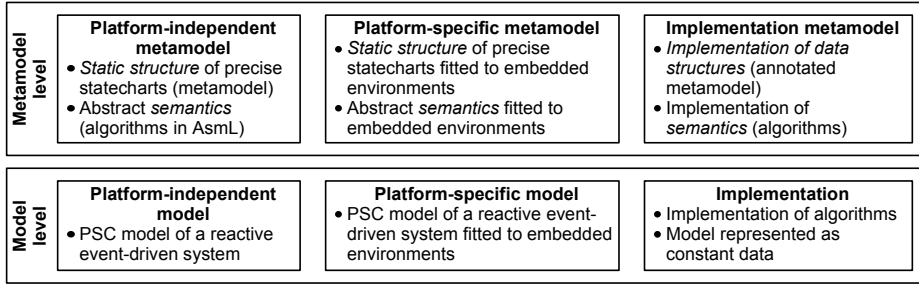 Metamodel
level
Platform-independent
metamodel
• Static structure of precise
statecharts (metamodel)
• Abstract semantics
(algorithms in AsmL)
Platform-specific metamodel
• Static structure of precise
statecharts fitted to embedded
environments
• Abstract semantics fitted to
embedded environments
Implementation metamodel
• Implementation of data
structures (annotated
metamodel)
• Implementation of
semantics (algorithms)
Model
level
Platform-independent
model
• PSC model of a reactive
event-driven system
Platform-specific model
• PSC model of a reactive event-
driven system fitted to embedded
environments
Implementation
• Implementation of algorithms
• Model represented as
constant data